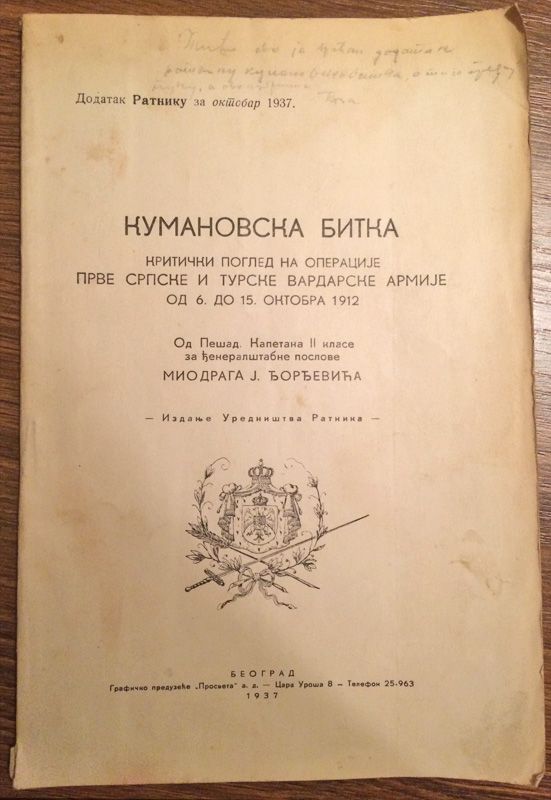 Додатак Ратнику за октобар 1937.
КУМАНОВСКА БИТКА
КРИТИЧКИ ПОГЛЕД НА ОПЕРАЦИЈЕ
ПРВЕ СРПСКЕ И ТУРСКЕ ВАРДАРСКЕ АРМИЈЕ
ОД 6. ДО 15. ОКТОБРА 1912
Од Пешад. Капетана II класе
за ђенералштабне послове
МИОДРАГА Ј. ЂОРЂЕВИЋА
— Издање Уредништва Ратника —
БЕОГРАД
Графичко предузеће „Просвета" а. д. — Цара Уроша 8 — Телефон 25-963
1937